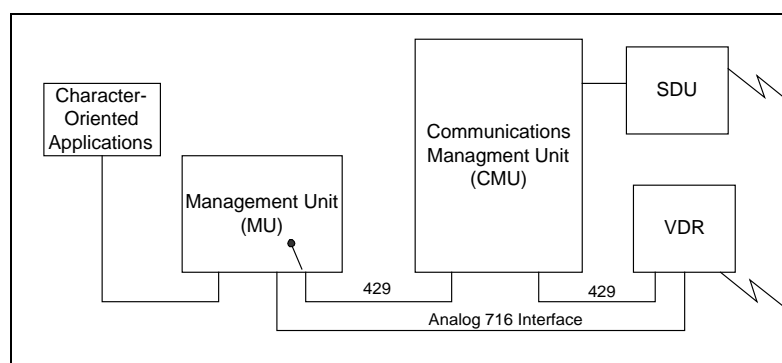 Character-
Oriented
Applications
Management Unit
(MU)
Communications
Managment Unit
(CMU)
SDU
VDR
429
429
Analog 716 Interface